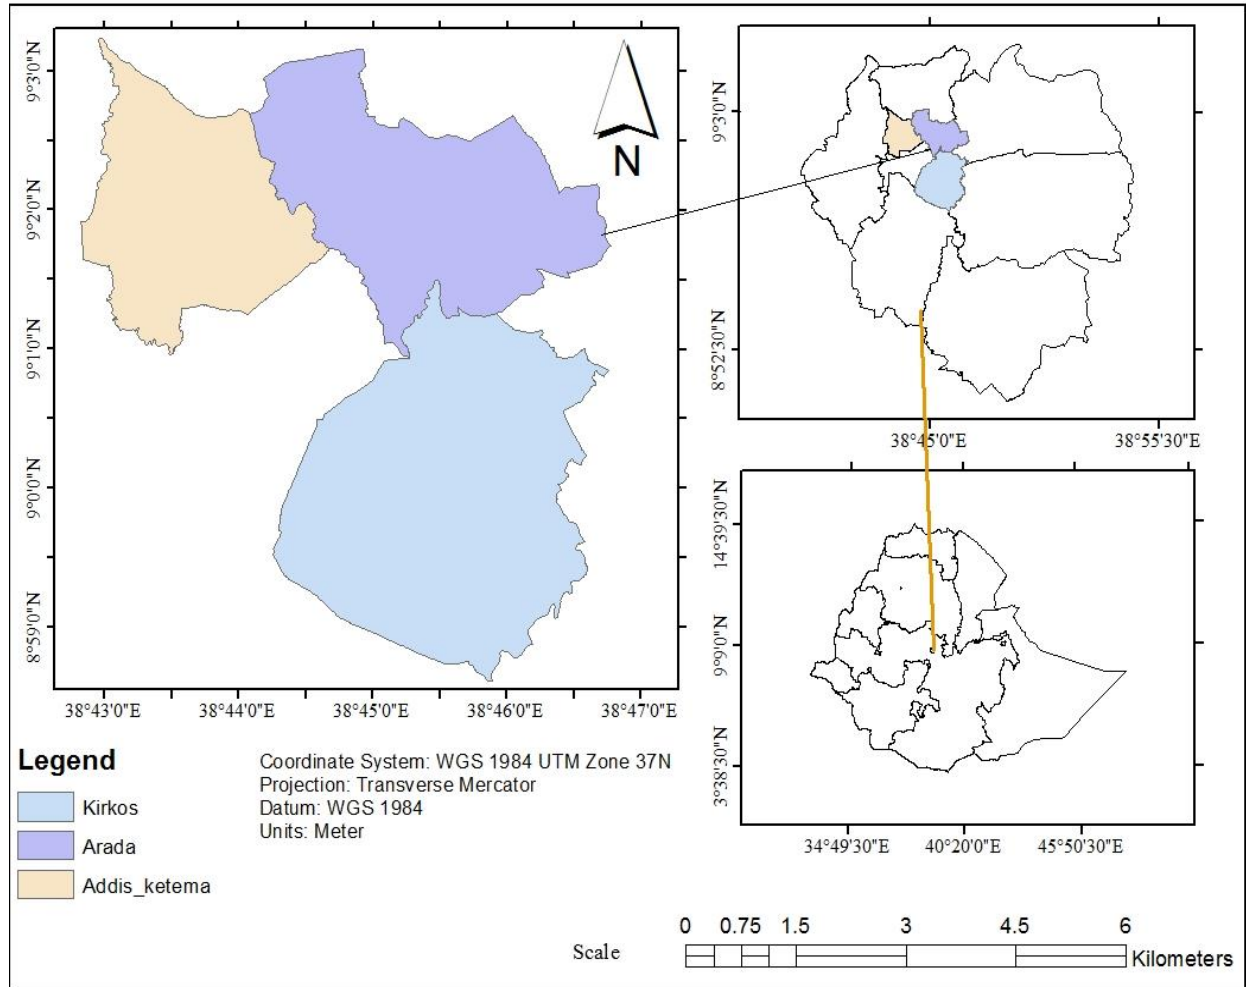 9°3'0"N
9°2'0"N
9°1'0"N
9°0'0"N
8°59'0"N
38°43'0"E 38°44'0"E 38°45'0"E 38°46'0"E 38°47'0"E
N
9°3'0"N
8°52'30"N
38°45'0"E 38°55'30"E
14°39'30"N
9°9'0"N
3°38'30"N
34°49'30"E 40°20'0"E 45°50'30"E
Legend
Kirkos
Arada
Addis_ketema
Coordinate System: WGS 1984 UTM Zone 37N
Projection: Transverse Mercator
Datum: WGS 1984
Units: Meter
Scale
0 0.75 1.5 3 4.5 6
Kilometers